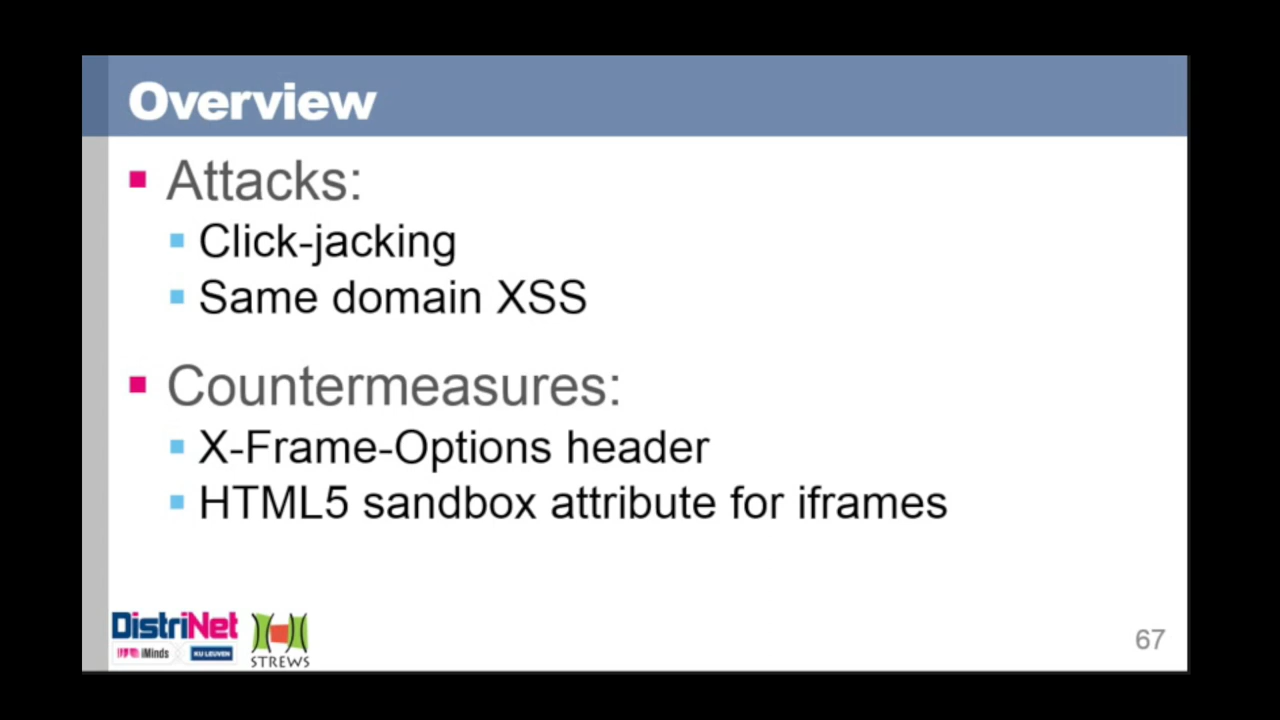 Overview
Attacks:
Click-jacking
Same domain XSS
Countermeasures:
X-Frame-Options header
HTML5 sandbox attribute for iframes
DistriNet
iMinds KU LEUVEN
STREWS
67